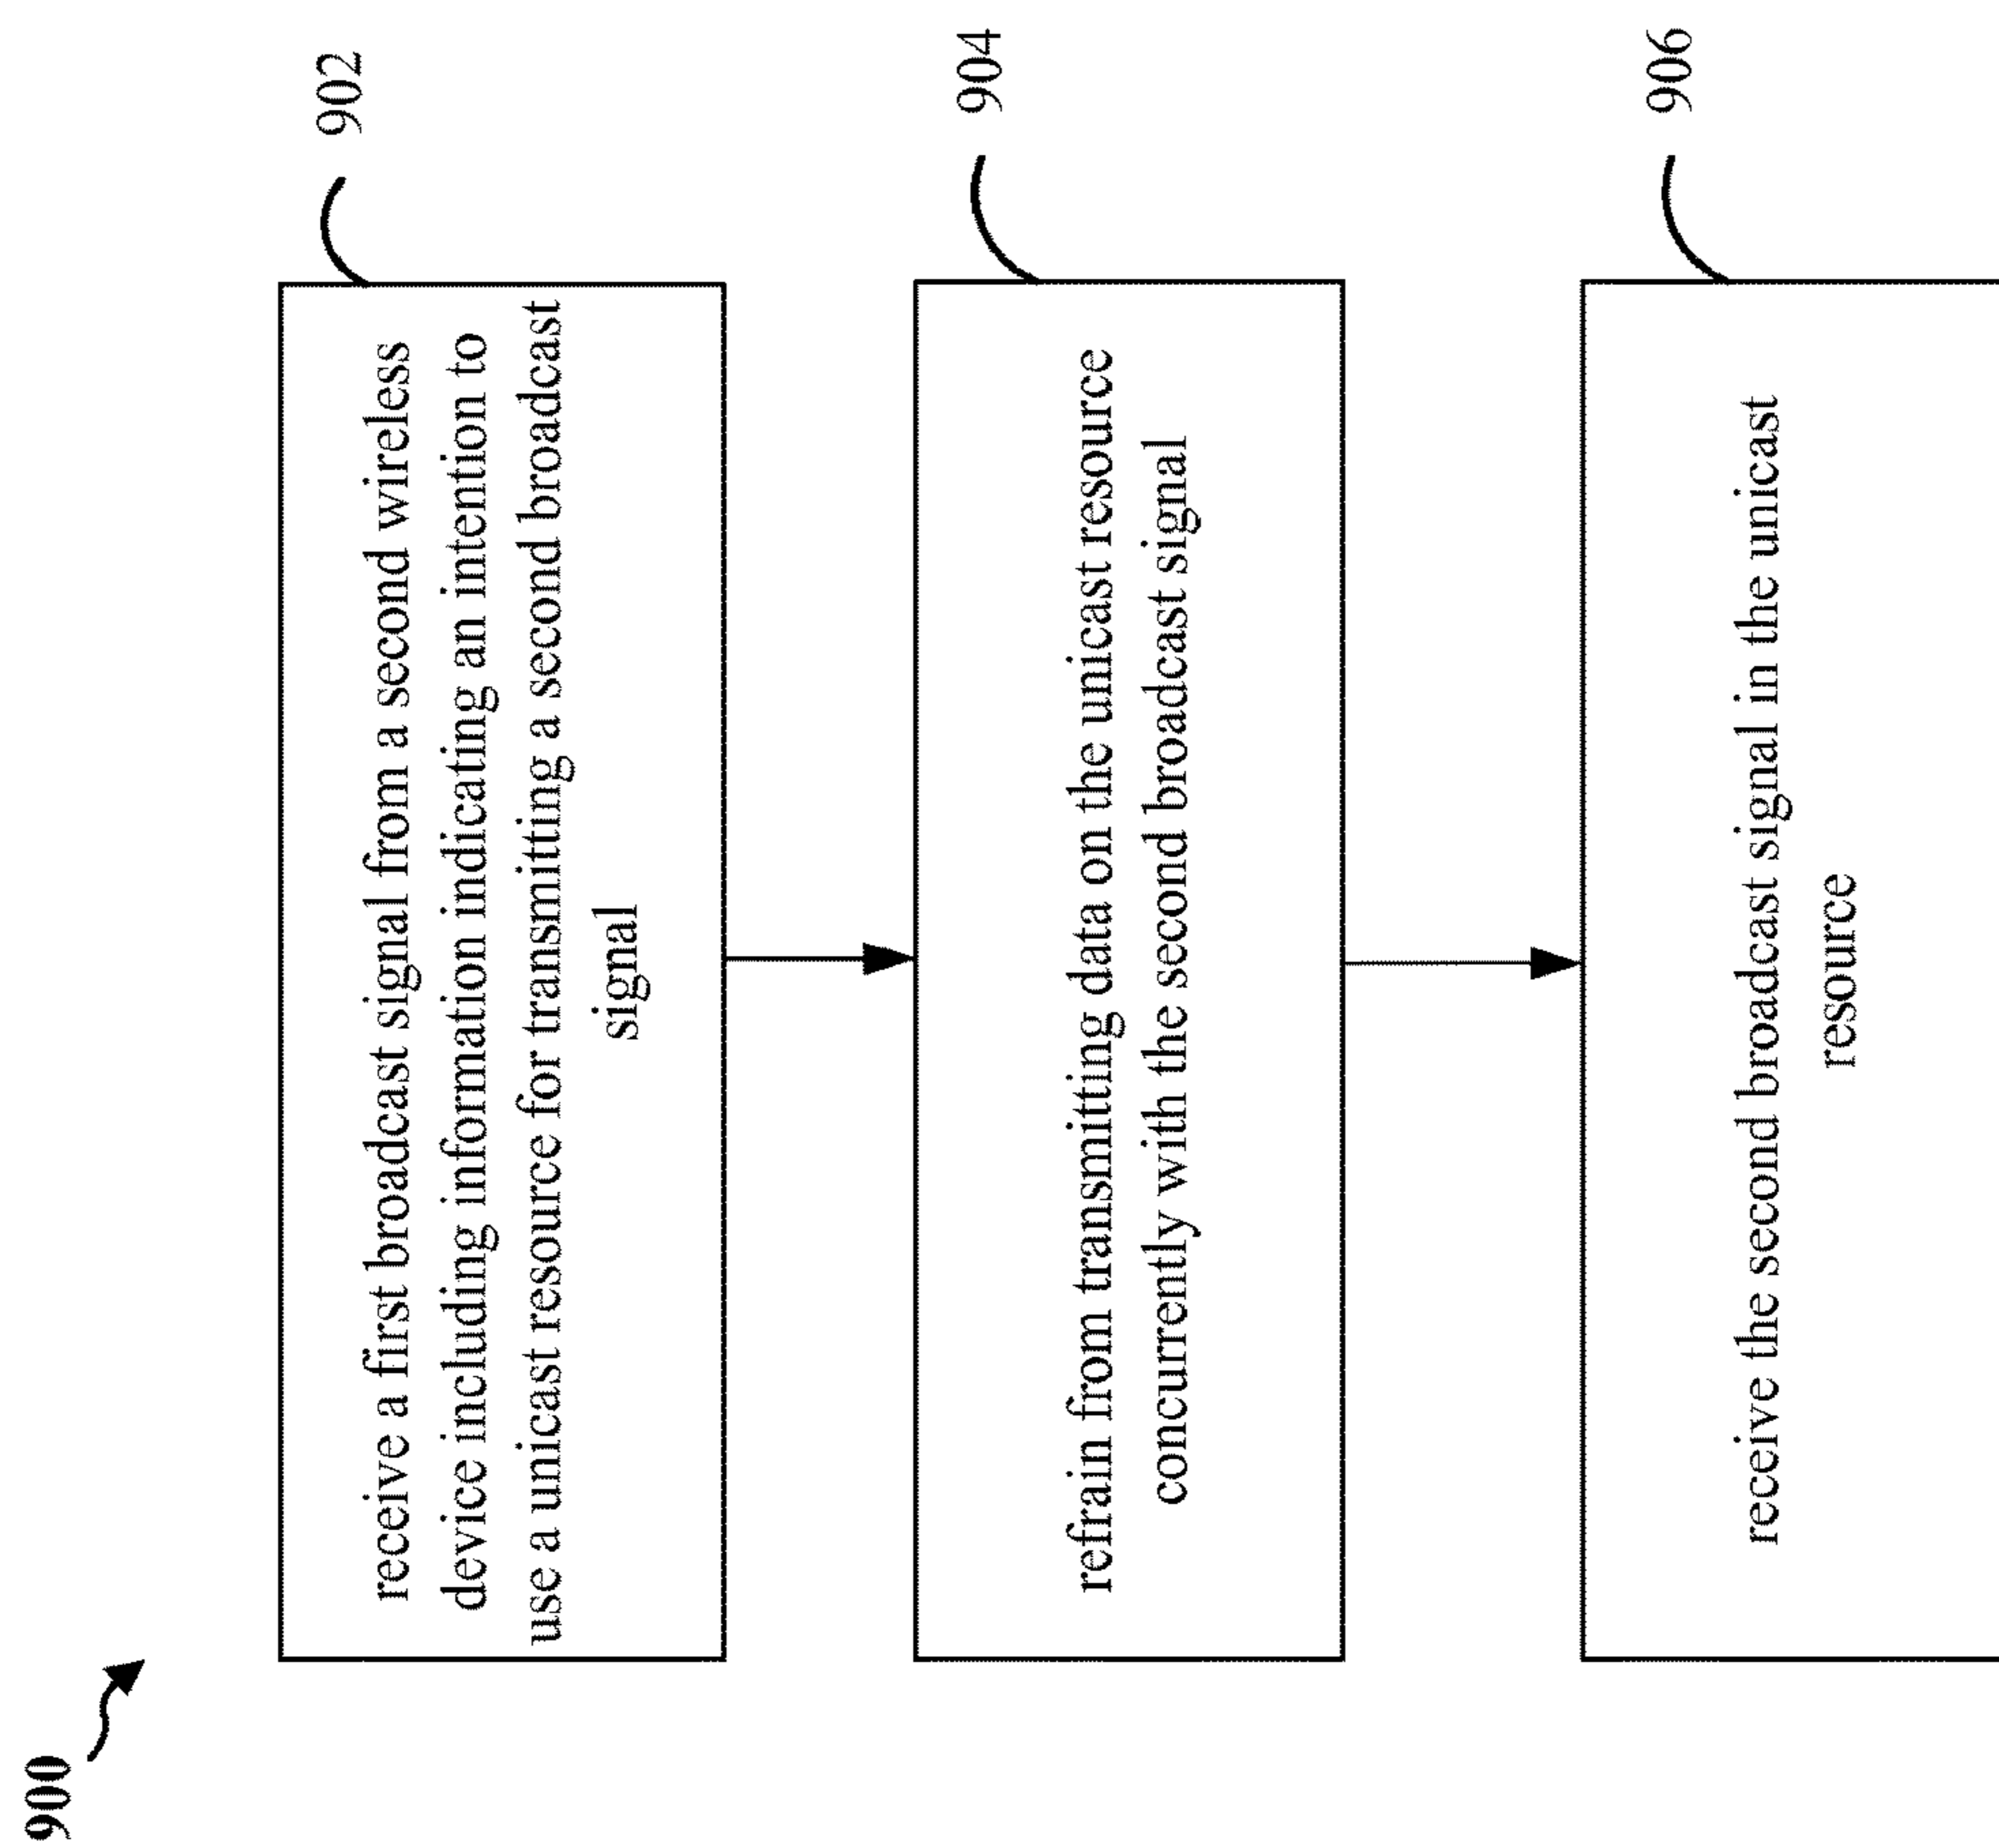 900
902
receive a first broadcast signal from a second wireless
device including information indicating an intention to
use a unicast resource for transmitting a second broadcast
signal
904
refrain from transmitting data on the unicast resource
concurrently with the second broadcast signal
906
receive the second broadcast signal in the unicast
resource